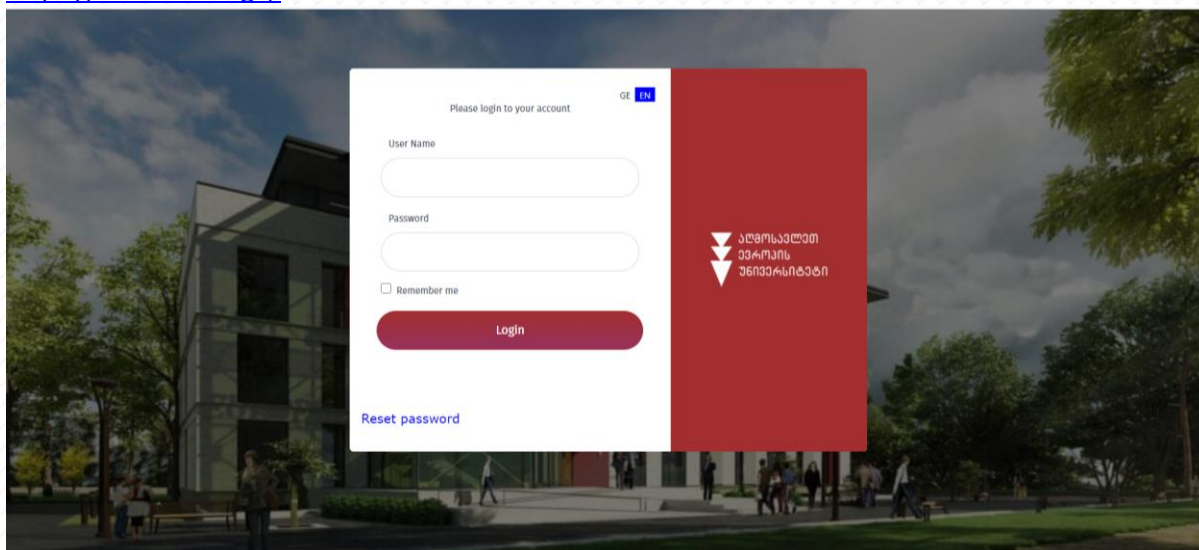 GE EN
Please login to your account
User Name
Password
Remember me
Login
Reset password
აღმოსავლეთ
ევროპის
უნივერსიტეტი